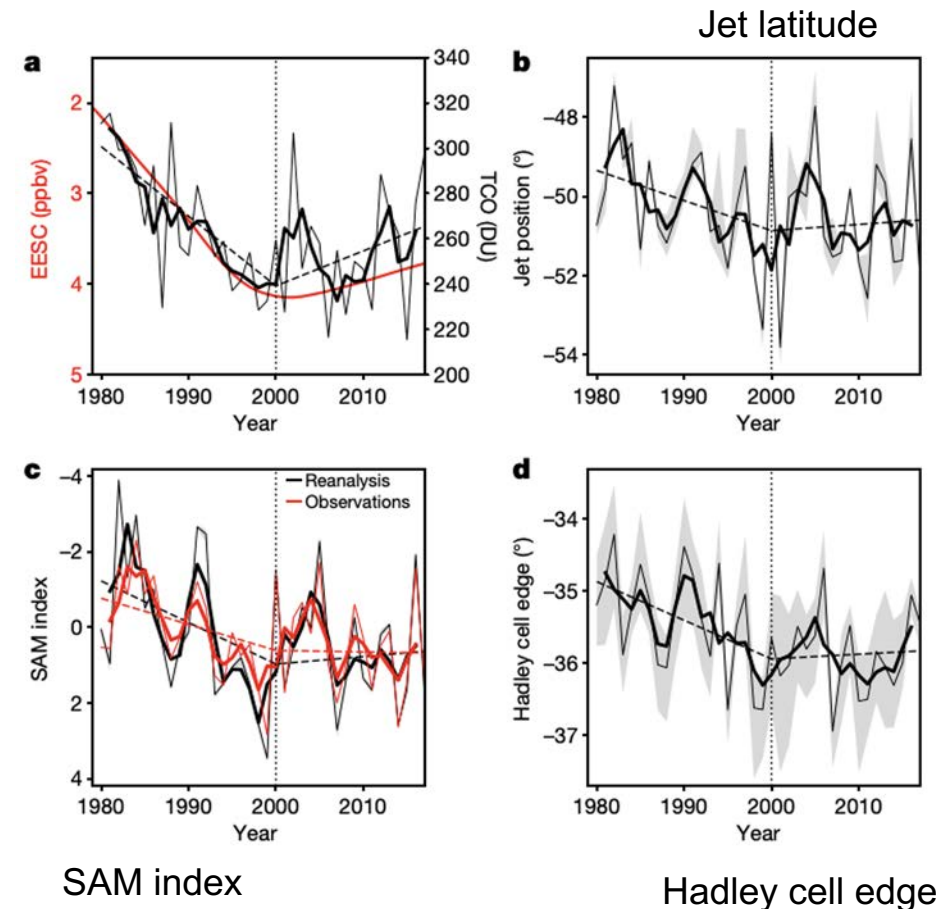 Jet latitude
a
EESC (ppbv)
2
3
4
5
340
320
300
280
260
240
220
200
TCO (DU)
1980 1990 2000 2010
Year
b
Jet position (°)
−48
−50
−52
−54
1980 1990 2000 2010
Year
c
SAM index
−4
−2
0
2
4
Reanalysis
Observations
1980 1990 2000 2010
Year
d
Hadley cell edge (°)
−34
−35
−36
−37
1980 1990 2000 2010
Year
SAM index
Hadley cell edge